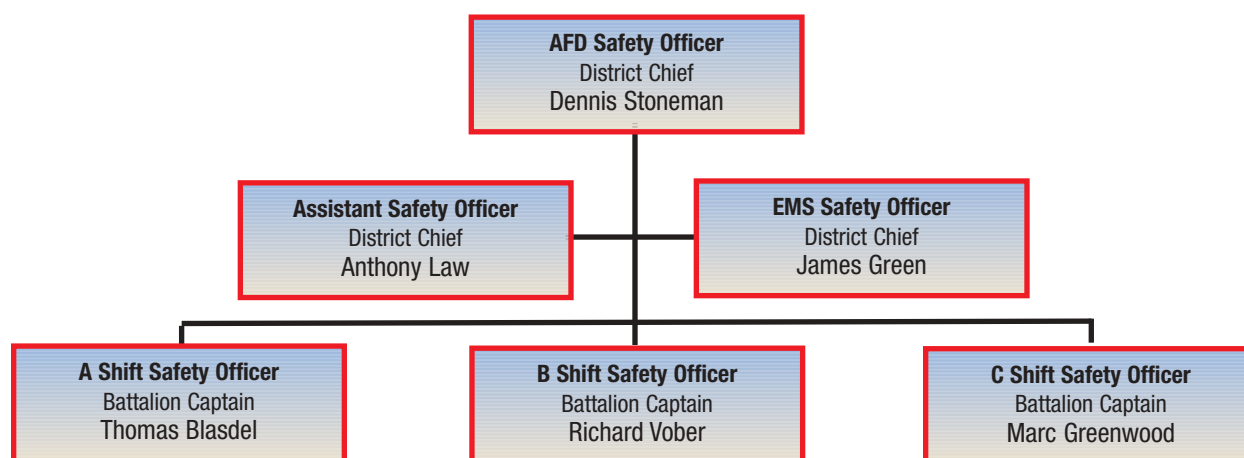 AFD Safety Officer
District Chief
Dennis Stoneman
Assistant Safety Officer
District Chief
Anthony Law
EMS Safety Officer
District Chief
James Green
A Shift Safety Officer
Battalion Captain
Thomas Blasdel
B Shift Safety Officer
Battalion Captain
Richard Vober
C Shift Safety Officer
Battalion Captain
Marc Greenwood